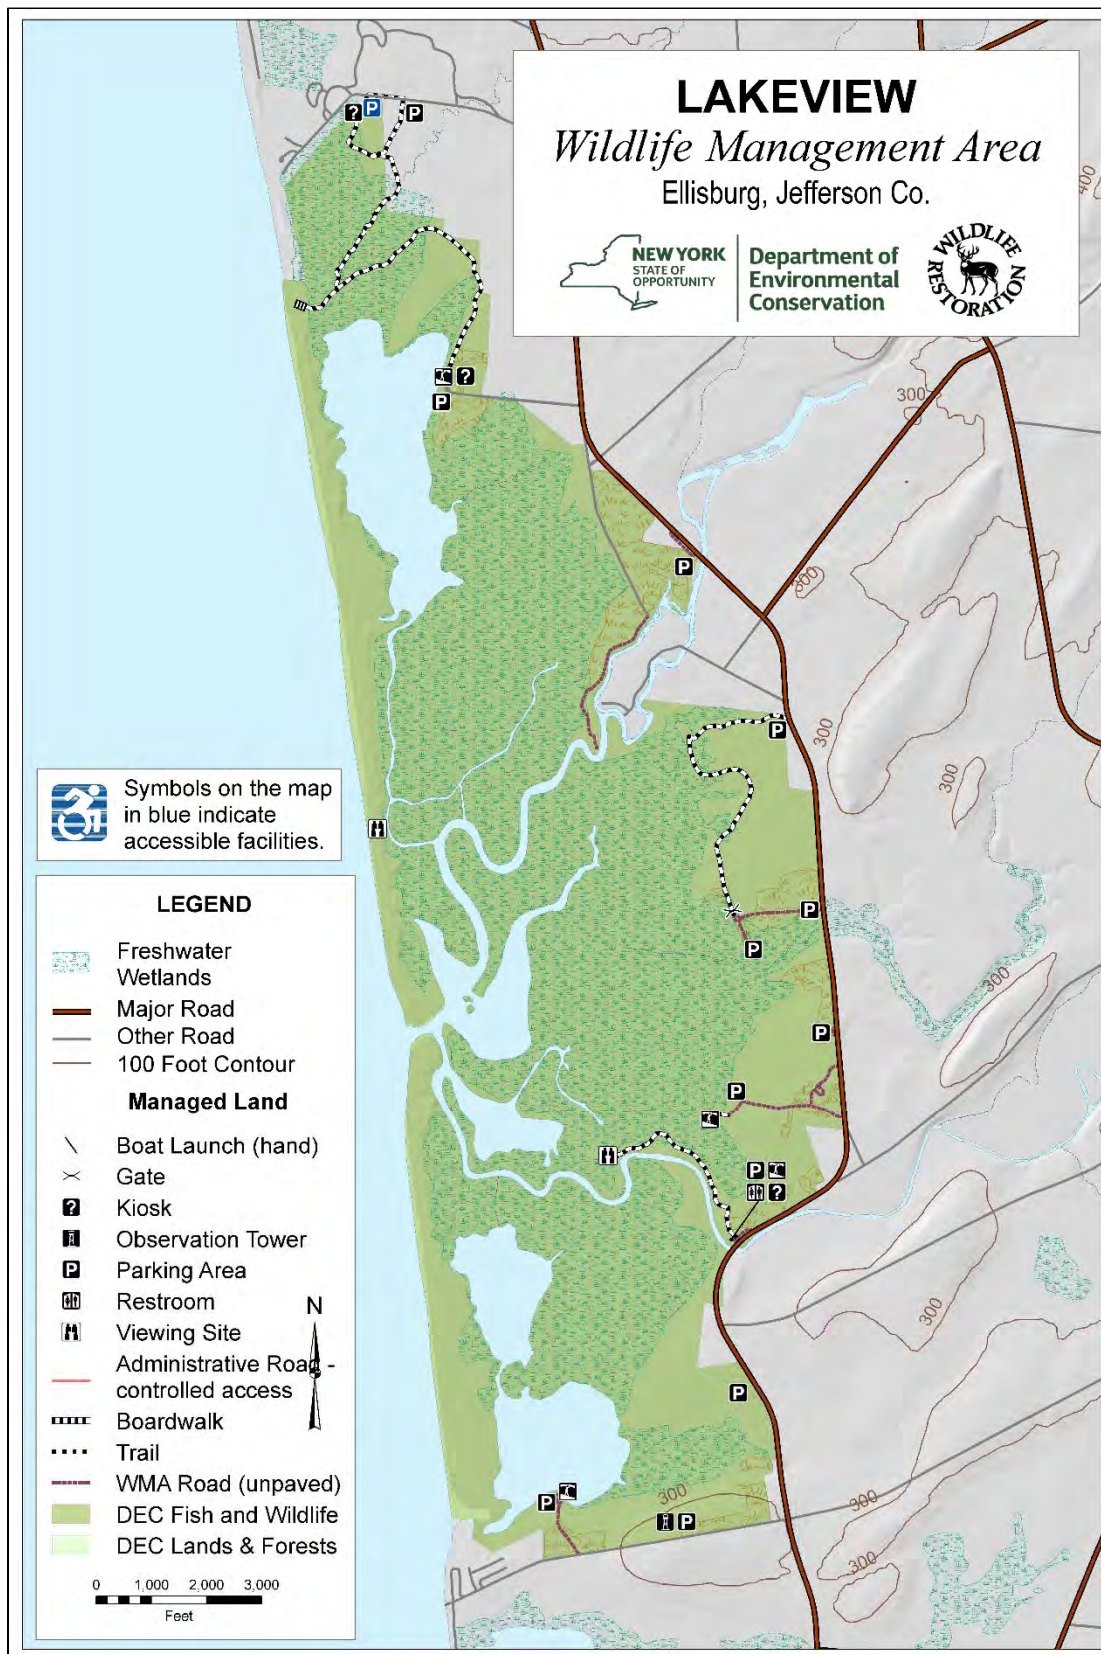 LAKEVIEW
Wildlife Management Area
Ellisburg, Jefferson Co.
NEW YORK
STATE OF
OPPORTUNITY
Department of
Environmental
Conservation
WILDLIFE
RESTORATION
400
?
P
P
300
?
P
300
P
P
300
300
P
P
300
P
P
P
?
300
P
P
300
P
300
300
Symbols on the map
in blue indicate
accessible facilities.
LEGEND
Freshwater
Wetlands
Major Road
Other Road
100 Foot Contour
Managed Land
Boat Launch (hand)
Gate
? Kiosk
Observation Tower
P Parking Area
Restroom
Viewing Site
Administrative Road -
controlled access
Boardwalk
Trail
WMA Road (unpaved)
DEC Fish and Wildlife
DEC Lands & Forests
N
0 1,000 2,000 3,000
Feet